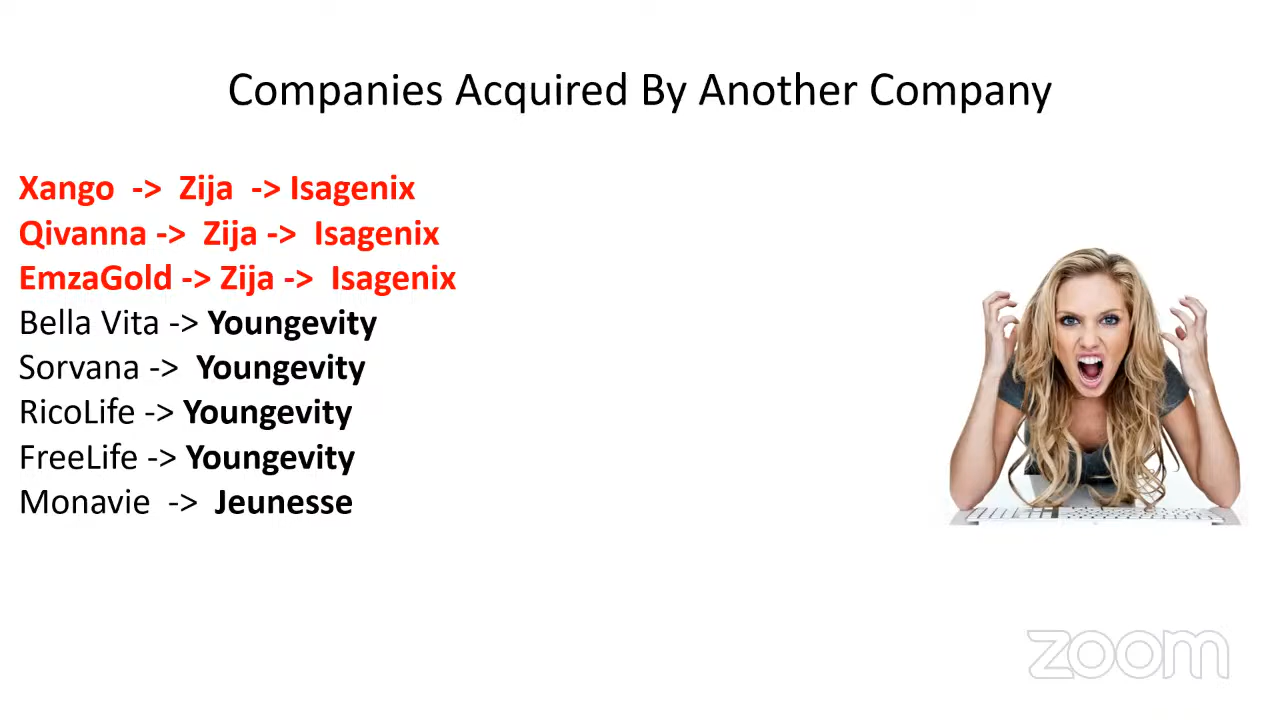 Companies Acquired By Another Company
Xango -> Zija -> Isagenix
Qivanna -> Zija -> Isagenix
EmzaGold -> Zija -> Isagenix
Bella Vita -> Youngevity
Sorvana -> Youngevity
RicoLife -> Youngevity
FreeLife -> Youngevity
Monavie -> Jeunesse
zoom